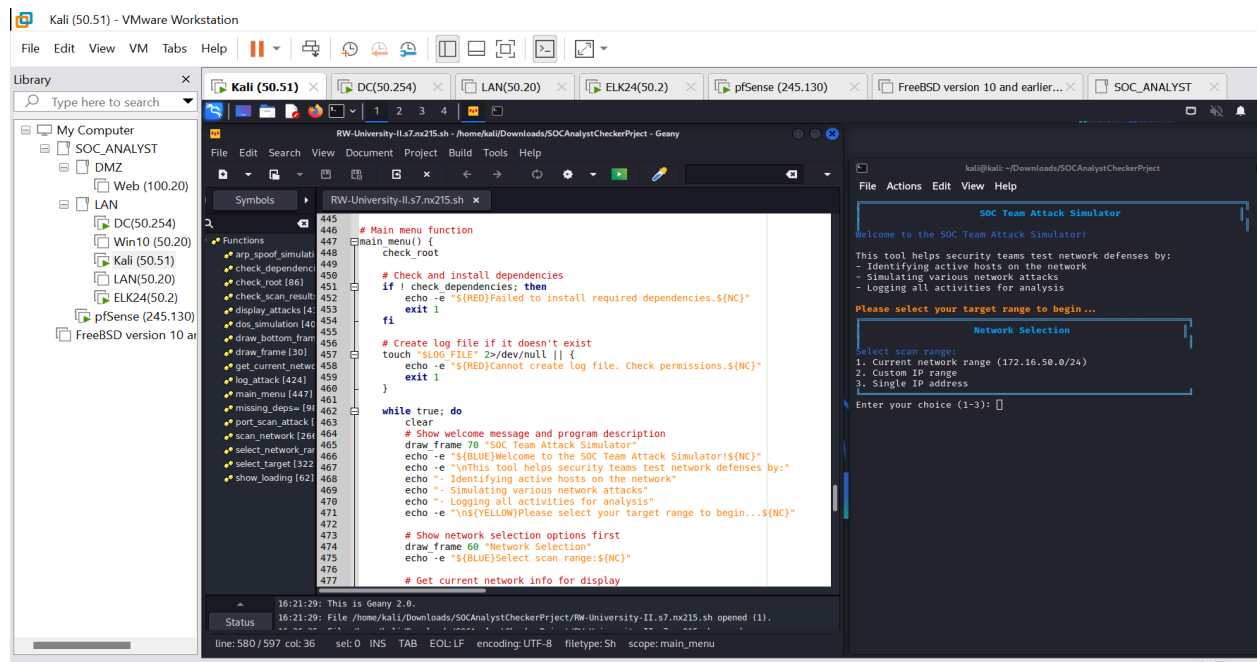 Kali (50.51) - VMware Workstation
File Edit View VM Tabs Help
Library ×
Type here to search
My Computer
SOC_ANALYST
DMZ
Web (100.20)
LAN
DC(50.254)
Win10 (50.20)
Kali (50.51)
LAN(50.20)
ELK24(50.2)
pfSense (245.130)
FreeBSD version 10 ar
Kali (50.51) × DC(50.254) × LAN(50.20) × ELK24(50.2) × pfSense (245.130) × FreeBSD version 10 and earlier... × SOC_ANALYST ×
1 2 3 4
RW-University-II.s7.nx215.sh - /home/kali/Downloads/SOCAnalystCheckerPrject - Geany
File Edit Search View Document Project Build Tools Help
Symbols
RW-University-II.s7.nx215.sh ×
Functions
arp_spoof_simulati
check_dependenci
check_root [86]
check_scan_result
display_attacks [4
dos_simulation [40
draw_bottom_fram
draw_frame [30]
get_current_netwo
log_attack [424]
main_menu [447]
missing_deps= [98
port_scan_attack [
scan_network [266
select_network_ran
select_target [322
show_loading [62]
445
446 # Main menu function
447 main_menu() {
448 check_root
449
450 # Check and install dependencies
451 if ! check_dependencies; then
452 echo -e "${RED}Failed to install required dependencies.${NC}"
453 exit 1
454 fi
455
456 # Create log file if it doesn't exist
457 touch "$LOG_FILE" 2>/dev/null || {
458 echo -e "${RED}Cannot create log file. Check permissions.${NC}"
459 exit 1
460 }
461
462 while true; do
463 clear
464 # Show welcome message and program description
465 draw_frame 70 "SOC Team Attack Simulator"
466 echo -e "${BLUE}Welcome to the SOC Team Attack Simulator!${NC}"
467 echo -e "\nThis tool helps security teams test network defenses by:"
468 echo "- Identifying active hosts on the network"
469 echo "- Simulating various network attacks"
470 echo "- Logging all activities for analysis"
471 echo -e "\n${YELLOW}Please select your target range to begin...${NC}"
472
473 # Show network selection options first
474 draw_frame 60 "Network Selection"
475 echo -e "${BLUE}Select scan range:${NC}"
476
477 # Get current network info for display
Status
16:21:29: This is Geany 2.0.
16:21:29: File /home/kali/Downloads/SOCAnalystCheckerPrject/RW-University-II.s7.nx215.sh opened (1).
line: 580 / 597 col: 36 sel: 0 INS TAB EOL: LF encoding: UTF-8 filetype: Sh scope: main_menu
kali@kali: ~/Downloads/SOCAnalystCheckerPrject
File Actions Edit View Help
SOC Team Attack Simulator
Welcome to the SOC Team Attack Simulator!
This tool helps security teams test network defenses by:
- Identifying active hosts on the network
- Simulating various network attacks
- Logging all activities for analysis
Please select your target range to begin...
Network Selection
Select scan range:
1. Current network range (172.16.50.0/24)
2. Custom IP range
3. Single IP address
Enter your choice (1-3):